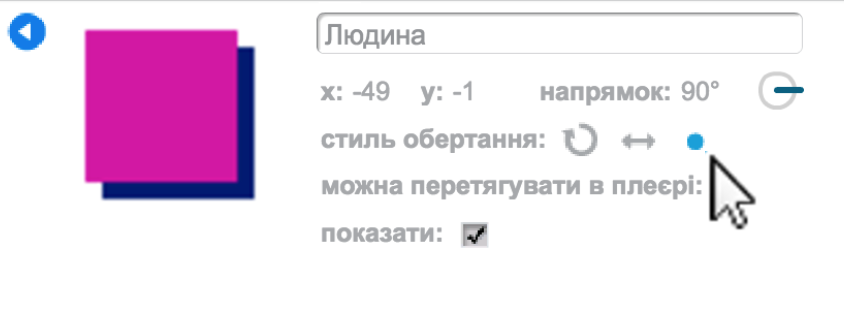 Людина
x: -49 y: -1 напрямок: 90°
стиль обертання:
можна перетягувати в плеєрі:
показати: